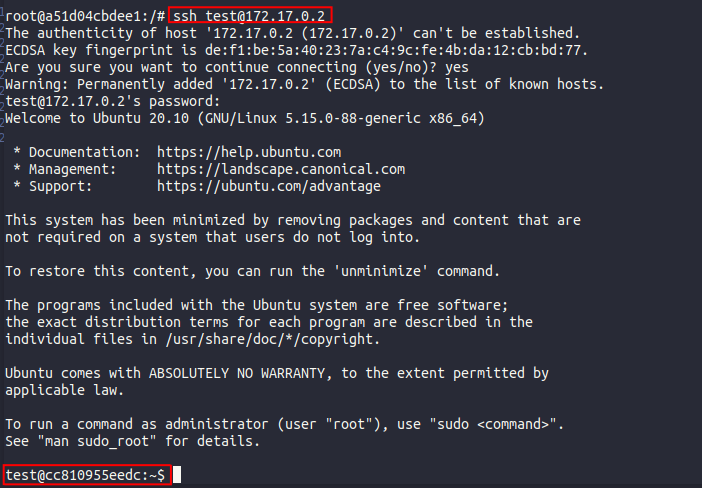 root@a51d04cbdee1:/# ssh test@172.17.0.2
The authenticity of host '172.17.0.2 (172.17.0.2)' can't be established.
ECDSA key fingerprint is de:f1:be:5a:40:23:7a:c4:9c:fe:4b:da:12:cb:bd:77.
Are you sure you want to continue connecting (yes/no)? yes
Warning: Permanently added '172.17.0.2' (ECDSA) to the list of known hosts.
test@172.17.0.2's password:
Welcome to Ubuntu 20.10 (GNU/Linux 5.15.0-88-generic x86_64)

 * Documentation:  https://help.ubuntu.com
 * Management:     https://landscape.canonical.com
 * Support:        https://ubuntu.com/advantage

This system has been minimized by removing packages and content that are
not required on a system that users do not log into.

To restore this content, you can run the 'unminimize' command.

The programs included with the Ubuntu system are free software;
the exact distribution terms for each program are described in the
individual files in /usr/share/doc/*/copyright.

Ubuntu comes with ABSOLUTELY NO WARRANTY, to the extent permitted by
applicable law.

To run a command as administrator (user "root"), use "sudo <command>".
See "man sudo_root" for details.

test@cc810955eedc:~$